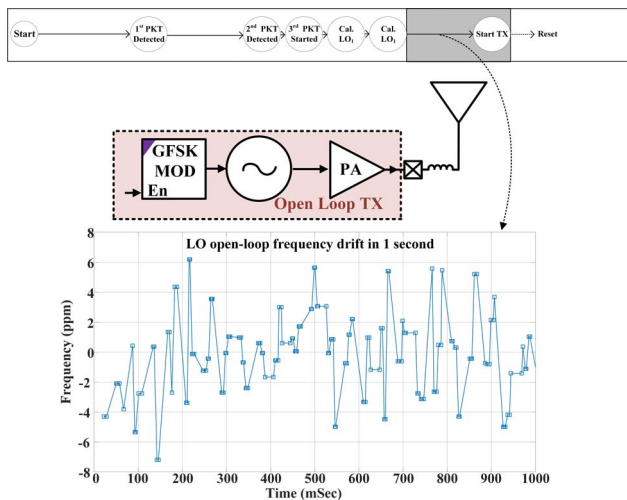 Start
1st PKT
Detected
2nd PKT
Detected
3rd PKT
Started
Cal.
LO1
Cal.
LO1
Start TX
Reset
GFSK
MOD
En
PA
Open Loop TX
LO open-loop frequency drift in 1 second
Frequency (ppm)
8
6
4
2
0
-2
-4
-6
-8
0
100
200
300
400
500
600
700
800
900
1000
Time (mSec)